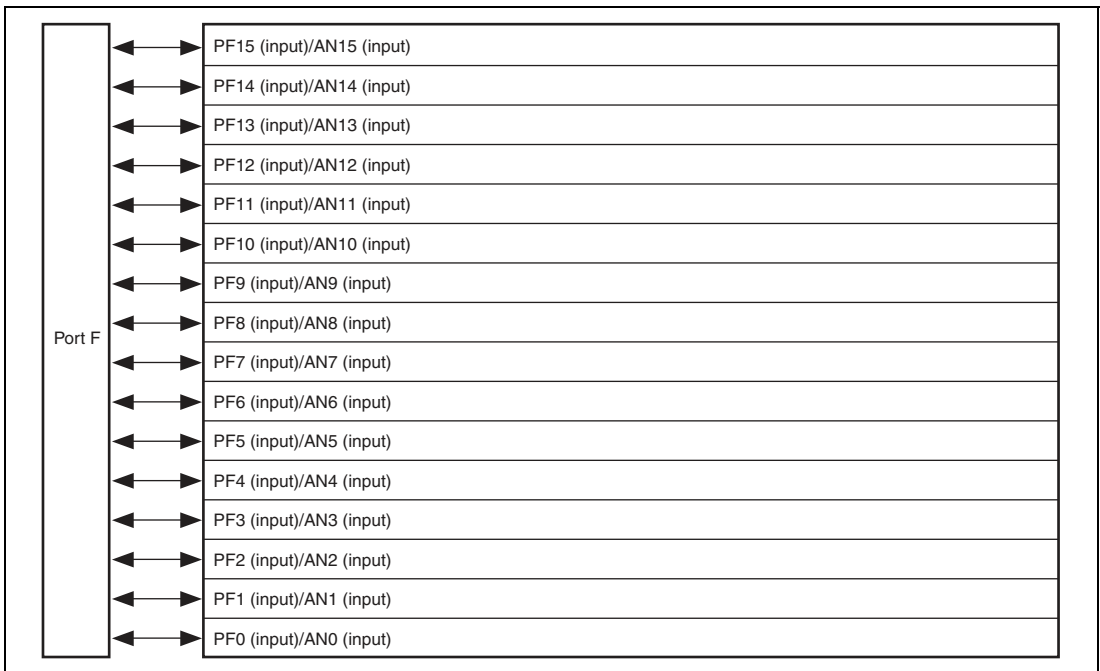 PF15 (input)/AN15 (input)
PF14 (input)/AN14 (input)
PF13 (input)/AN13 (input)
PF12 (input)/AN12 (input)
PF11 (input)/AN11 (input)
PF10 (input)/AN10 (input)
PF9 (input)/AN9 (input)
PF8 (input)/AN8 (input)
Port F
PF7 (input)/AN7 (input)
PF6 (input)/AN6 (input)
PF5 (input)/AN5 (input)
PF4 (input)/AN4 (input)
PF3 (input)/AN3 (input)
PF2 (input)/AN2 (input)
PF1 (input)/AN1 (input)
PF0 (input)/AN0 (input)